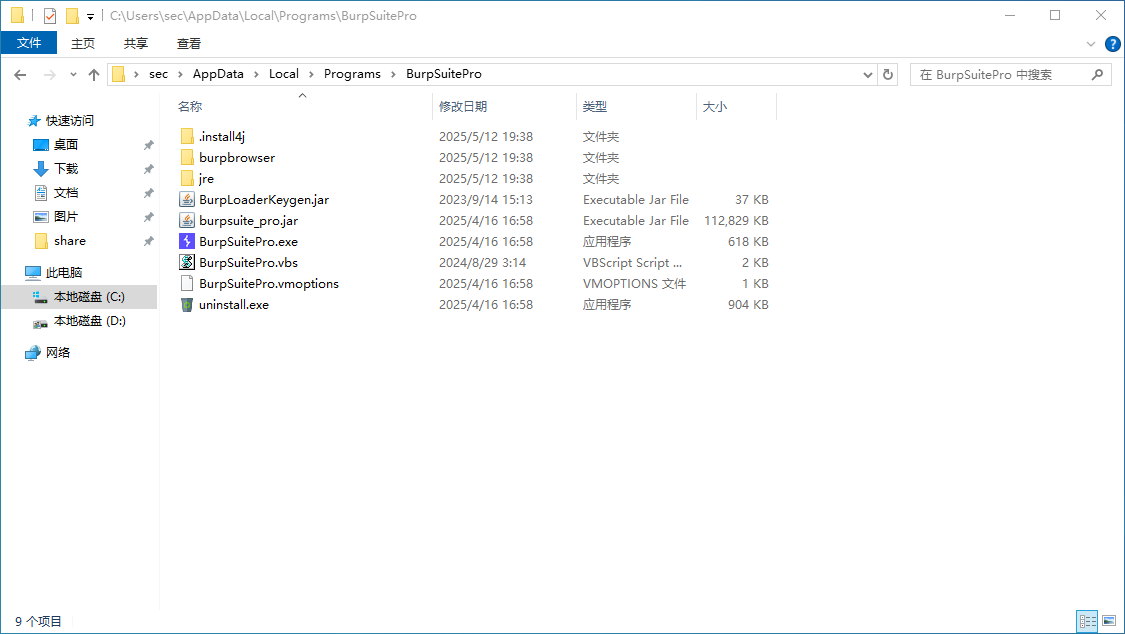 C:\Users\sec\AppData\Local\Programs\BurpSuitePro
文件 主页 共享 查看
sec AppData Local Programs BurpSuitePro 在 BurpSuitePro 中搜索
名称 修改日期 类型 大小
快速访问
桌面
下载
文档
图片
share
此电脑
本地磁盘 (C:)
本地磁盘 (D:)
网络
.install4j 2025/5/12 19:38 文件夹
burpbrowser 2025/5/12 19:38 文件夹
jre 2025/5/12 19:38 文件夹
BurpLoaderKeygen.jar 2023/9/14 15:13 Executable Jar File 37 KB
burpsuite_pro.jar 2025/4/16 16:58 Executable Jar File 112,829 KB
BurpSuitePro.exe 2025/4/16 16:58 应用程序 618 KB
BurpSuitePro.vbs 2024/8/29 3:14 VBScript Script ... 2 KB
BurpSuitePro.vmoptions 2025/4/16 16:58 VMOPTIONS 文件 1 KB
uninstall.exe 2025/4/16 16:58 应用程序 904 KB
9 个项目